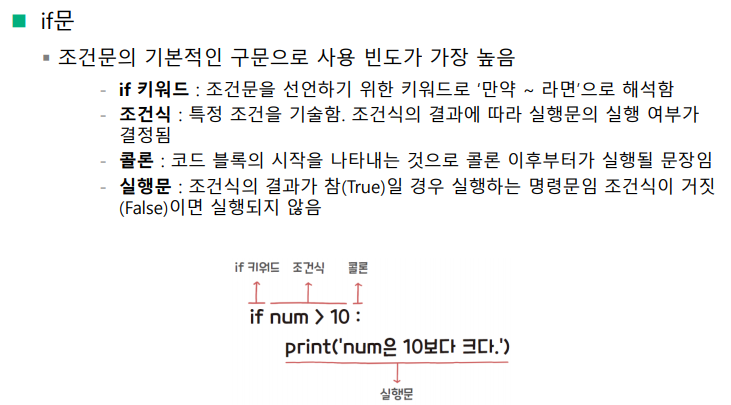 if문
조건문의 기본적인 구문으로 사용 빈도가 가장 높음
- if 키워드 : 조건문을 선언하기 위한 키워드로 ‘만약 ~ 라면’으로 해석함
- 조건식 : 특정 조건을 기술함. 조건식의 결과에 따라 실행문의 실행 여부가
결정됨
- 콜론 : 코드 블록의 시작을 나타내는 것으로 콜론 이후부터가 실행될 문장임
- 실행문 : 조건식의 결과가 참(True)일 경우 실행하는 명령문임 조건식이 거짓
(False)이면 실행되지 않음
if 키워드 조건식 콜론
if num > 10 :
print('num은 10보다 크다.')
실행문